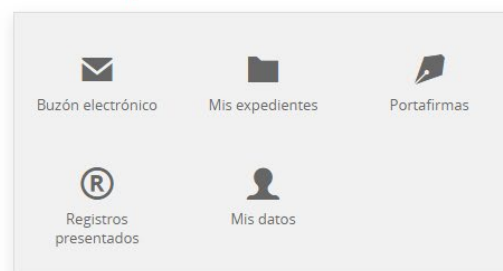 Buzón electrónico
Mis expedientes
Portafirmas
®
Registros
presentados
Mis datos